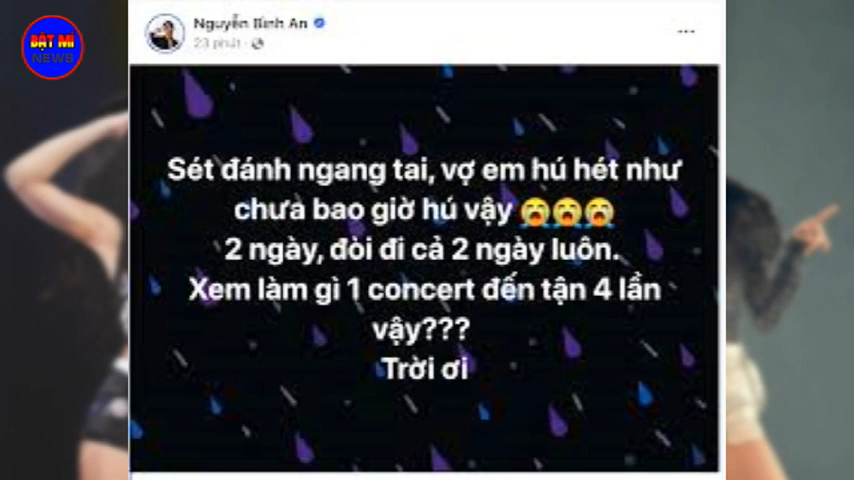 BẬT MÍ
NEWS
Nguyễn Bình An
23 phút
Sét đánh ngang tai, vợ em hú hét như
chưa bao giờ hú vậy 😭😭😭
2 ngày, đòi đi cả 2 ngày luôn.
Xem làm gì 1 concert đến tận 4 lần
vậy???
Trời ơi